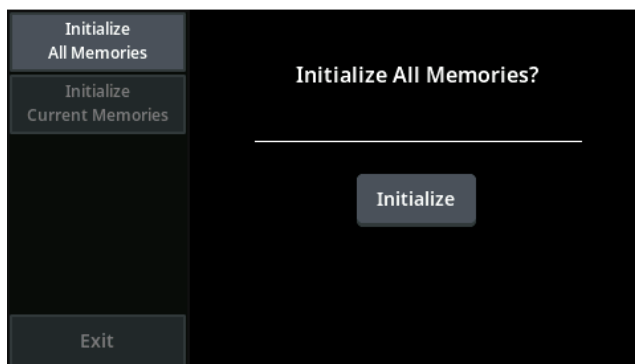 Initialize
All Memories
Initialize
Current Memories
Exit
Initialize All Memories?
Initialize